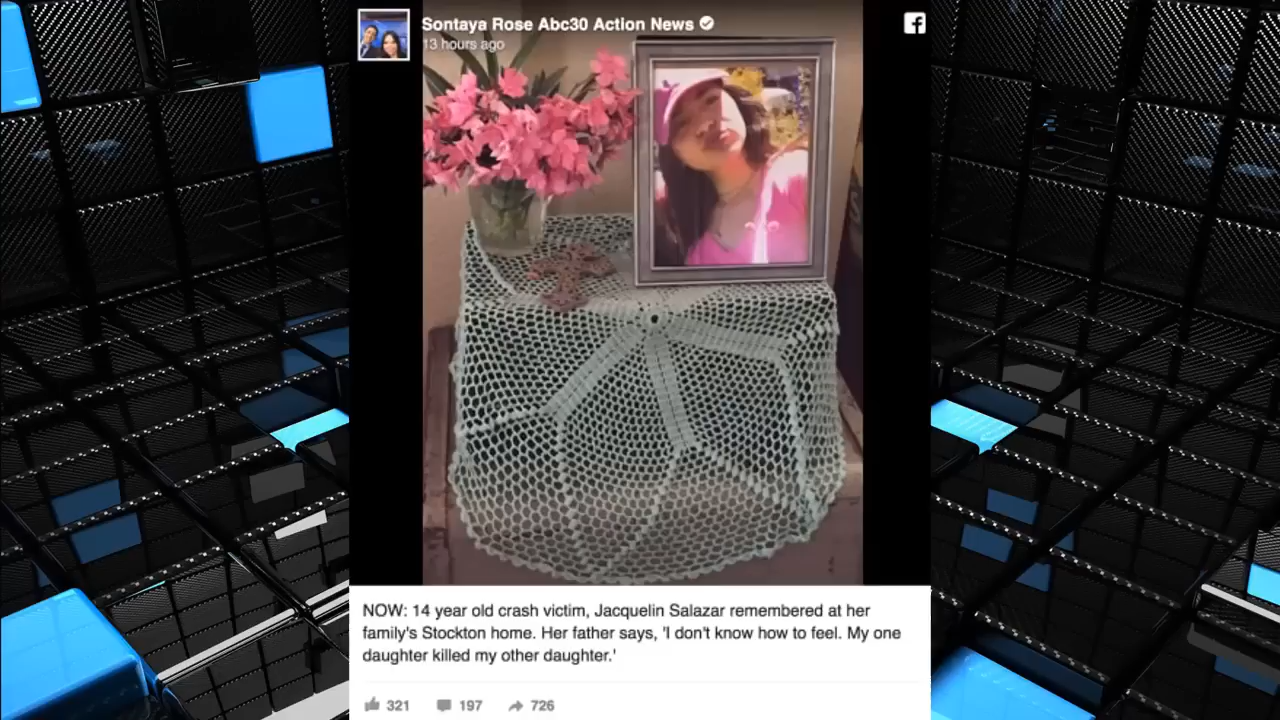 Sontaya Rose Abc30 Action News
13 hours ago
NOW: 14 year old crash victim, Jacquelin Salazar remembered at her
family's Stockton home. Her father says, 'I don't know how to feel. My one
daughter killed my other daughter.'
321 197 726